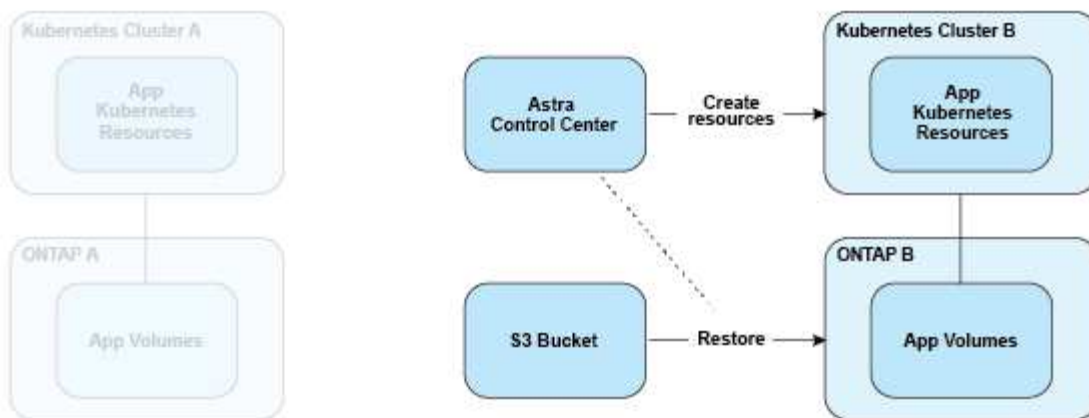 Kubernetes Cluster A
App
Kubernetes
Resources
ONTAP A
App Volumes
Astra
Control Center
Create
resources
S3 Bucket
Restore
Kubernetes Cluster B
App
Kubernetes
Resources
ONTAP B
App Volumes